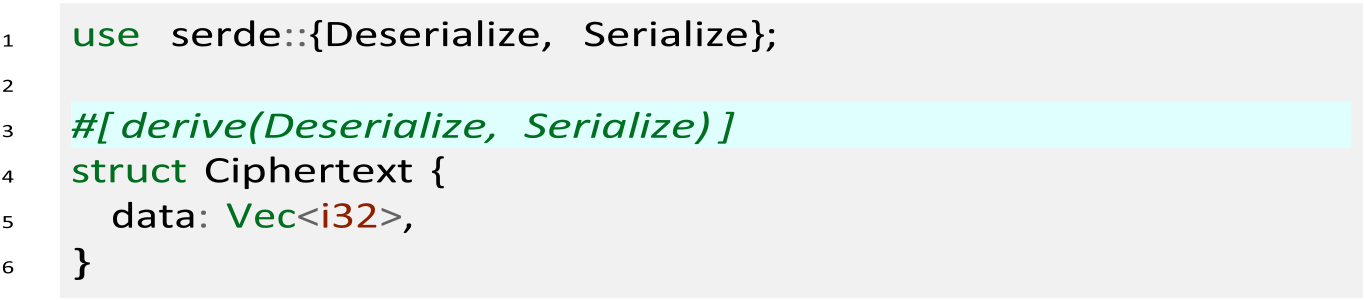 1 use serde::{Deserialize, Serialize};
2
3 #[derive(Deserialize, Serialize)]
4 struct Ciphertext {
5 data: Vec<i32>,
6 }